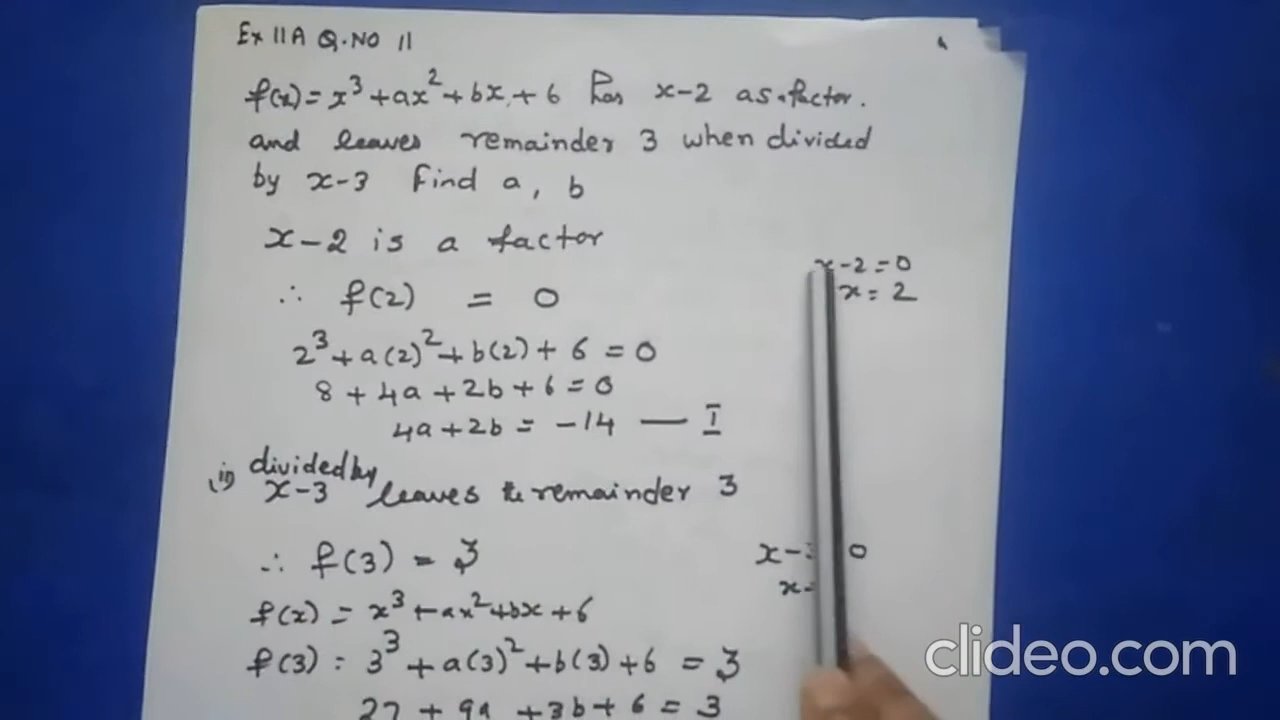 Ex 11A Q.NO 11
f(x) = x³ + ax² + bx + 6 has x-2 as factor.
and leaves remainder 3 when divided
by x-3 Find a, b
x-2 is a factor
x-2=0
∴ f(2) = 0
x = 2
2³ + a(2)² + b(2) + 6 = 0
8 + 4a + 2b + 6 = 0
4a + 2b = -14 — I
ii) divided by
x-3 leaves the remainder 3
∴ f(3) = 3
x- 0
x-
f(x) = x³ + ax² + bx + 6
f(3) = 3³ + a(3)² + b(3) + 6 = 3
27 + 9a + 3b + 6 = 3
clideo.com